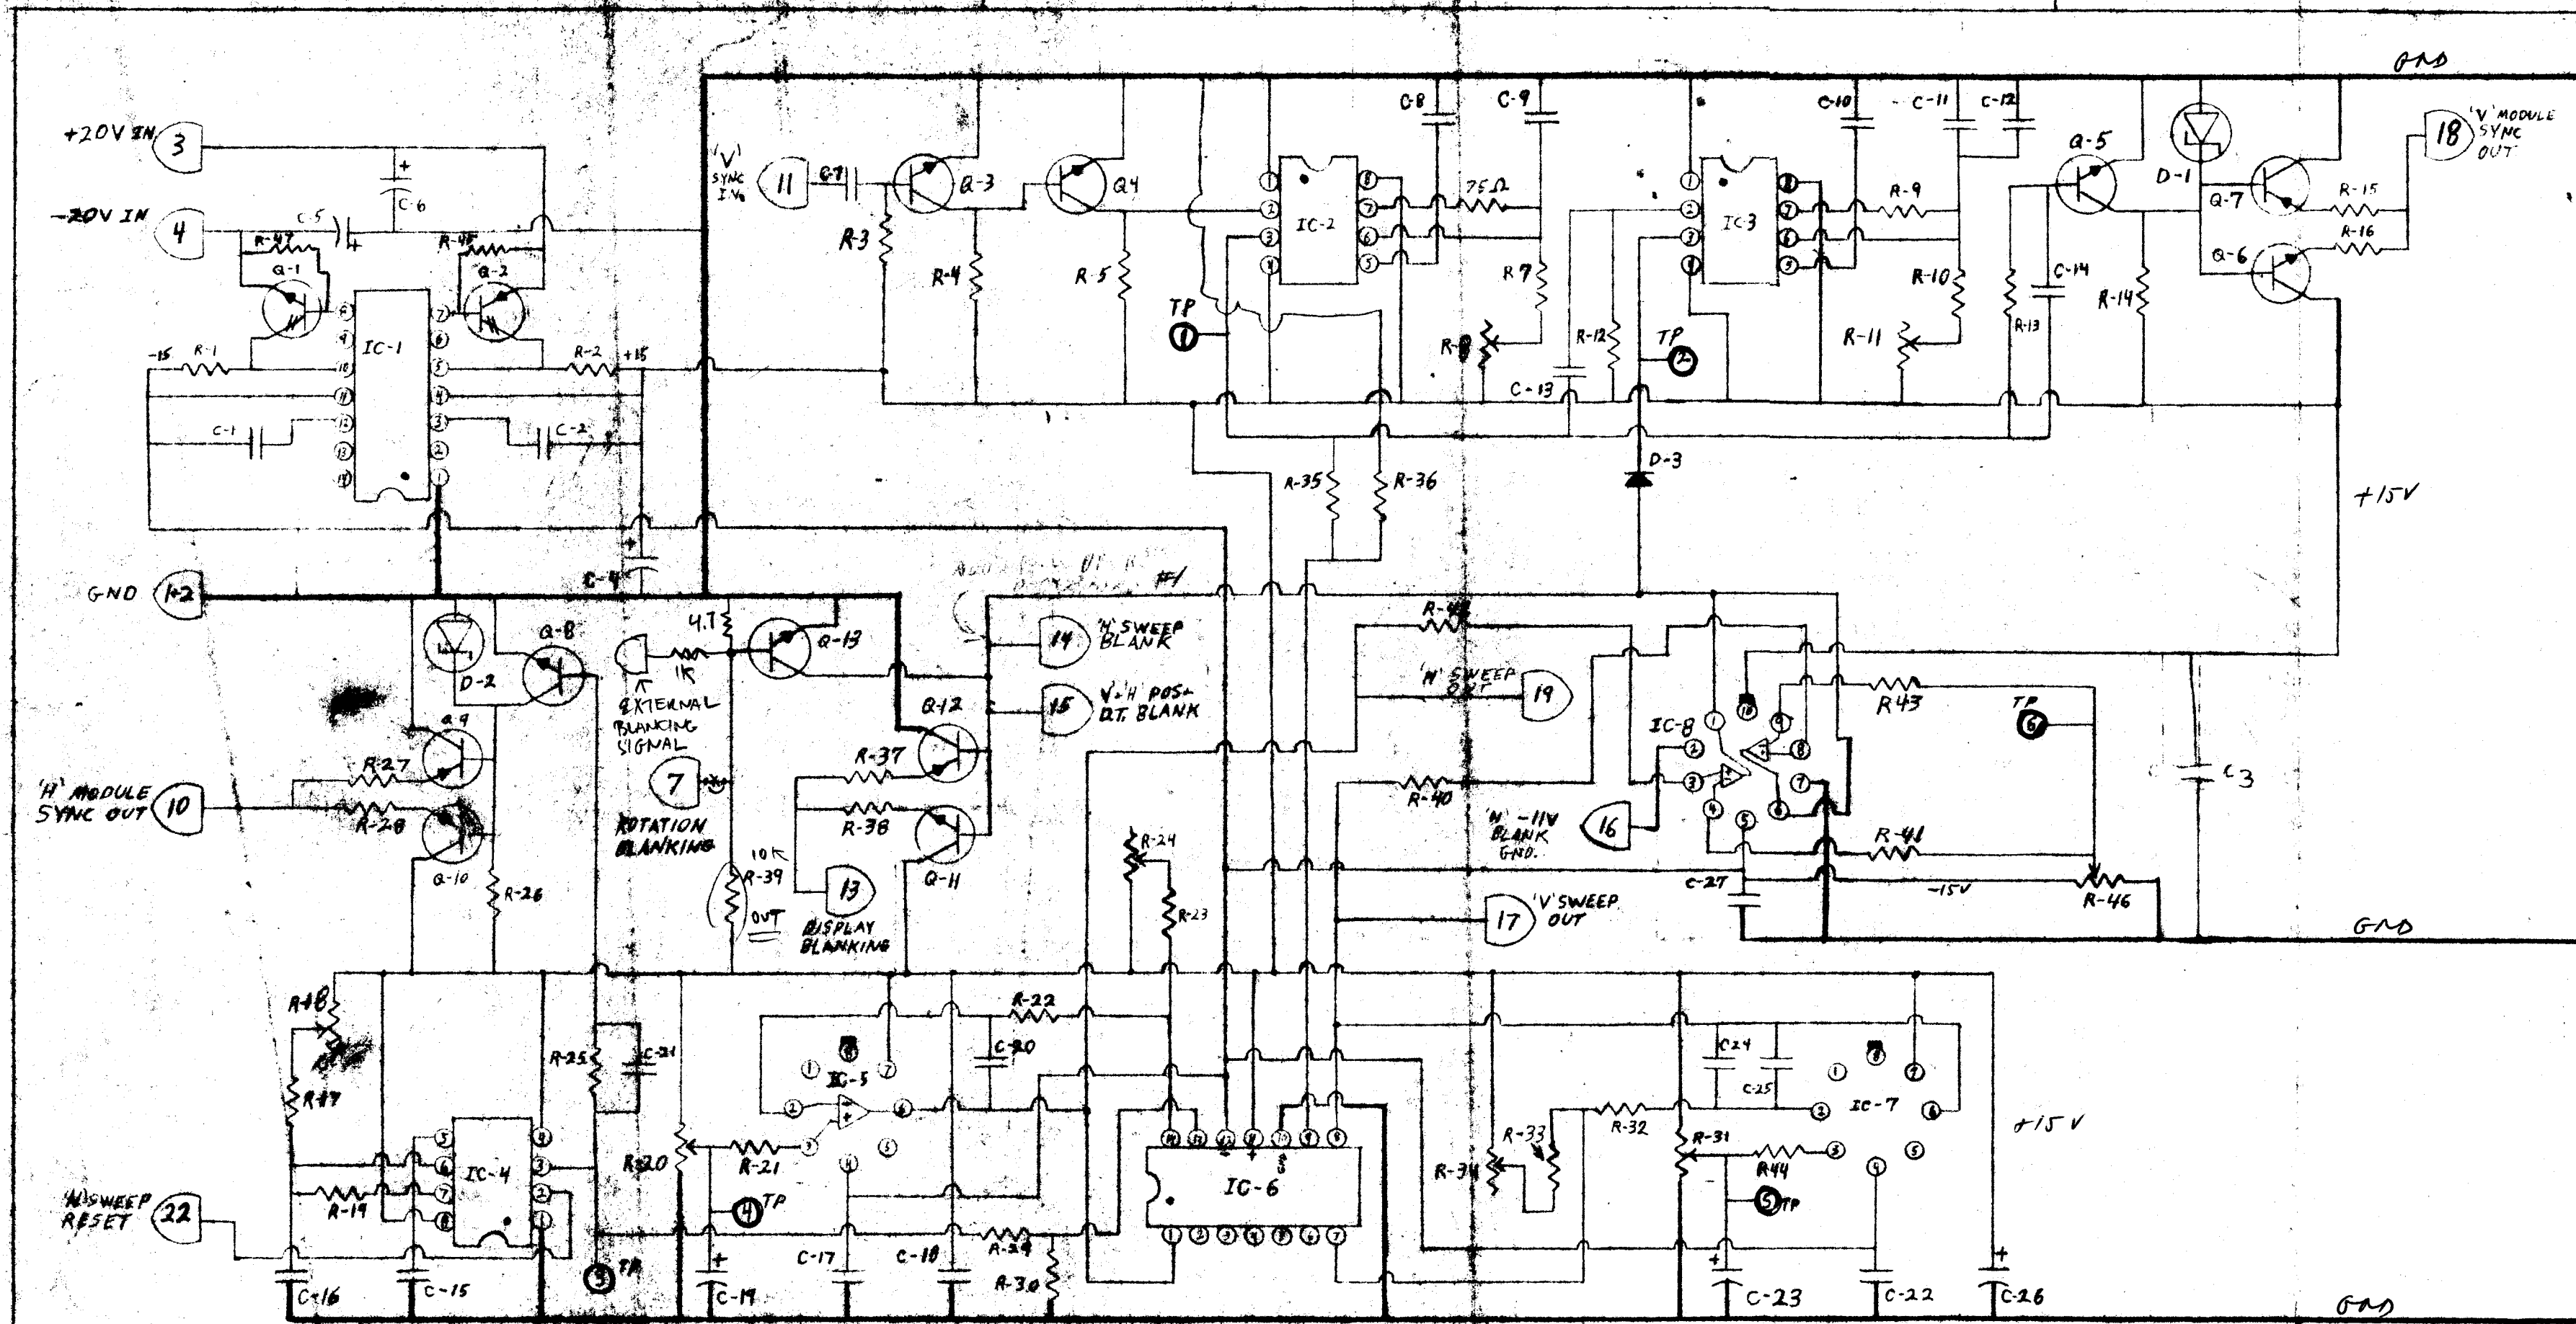 GND
+20V IN
3
-20V IN
4
C-5
C-6
R-47
Q-1
Q-2
IC-1
-15
R-1
R-2
+15
C-1
C-2
C-4
GND
1+2
'V'
SYNC
IN.
11
Q-3
Q4
R-3
R-4
R-5
TP
1
IC-2
C-8
C-9
75Ω
R7
C-13
R-12
TP
2
IC-3
C-10
C-11
C-12
R-9
R-10
R-11
R-13
C-14
R-14
Q-5
D-1
Q-7
Q-6
R-15
R-16
18
'V' MODULE
SYNC
OUT
R-35
R-36
D-3
+15V
#1
4.7
Q-8
D-2
Q-9
Q-10
R-27
R-28
R-26
'H' MODULE
SYNC OUT
10
1K
EXTERNAL
BLANKING
SIGNAL
7
ROTATION
BLANKING
Q-13
Q-12
Q-11
R-37
R-38
10K
R-39
OUT
13
DISPLAY
BLANKING
14
'H' SWEEP
BLANK
15
V+H POS+
D.T. BLANK
'H' SWEEP
OUT
19
R-40
IC-8
R43
TP
6
C3
16
'H' -11V
BLANK
GND.
R-41
C-27
-15V
R-46
17
'V' SWEEP
OUT
GND
R-24
R-23
R-18
R-17
R-19
IC-4
'H' SWEEP
RESET
22
C-16
C-15
R-25
C-21
3
TP
R-20
R-21
4
TP
C-19
IC-5
C-17
C-18
C-20
R-22
R-29
R-30
IC-6
R-34
R-33
R-32
R-31
R44
5
TP
C24
C-25
IC-7
C-23
C-22
C-26
+15V
GND